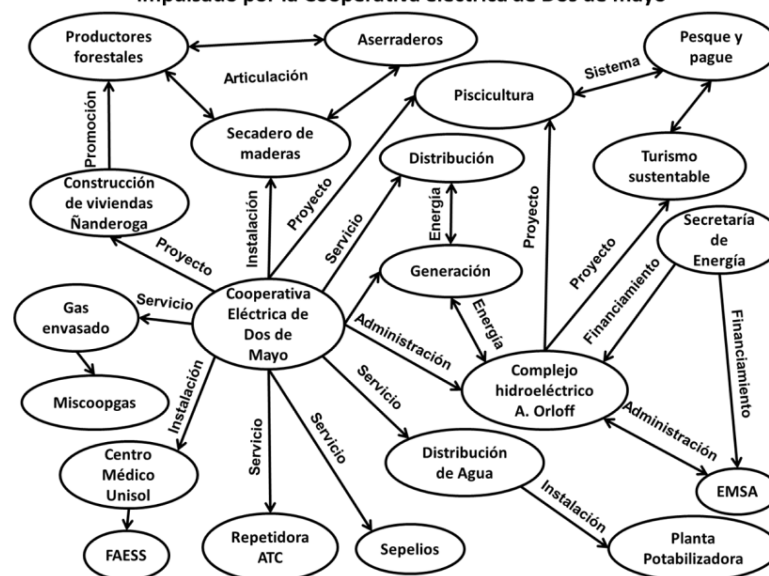 impulsado por la Cooperativa Eléctrica de Dos de Mayo
Productores
forestales
Aserraderos
Pesque y
pague
Articulación
Sistema
Piscicultura
Promoción
Secadero de
maderas
Distribución
Turismo
sustentable
Construcción
de viviendas
Ñanderoga
Instalación
Proyecto
Servicio
Energía
Proyecto
Proyecto
Secretaría
de
Energía
Proyecto
Generación
Gas
envasado
Servicio
Cooperativa
Eléctrica de
Dos de
Mayo
Administración
Energía
Financiamiento
Financiamiento
Miscoopgas
Instalación
Servicio
Complejo
hidroeléctrico
A. Orloff
Administración
Centro
Médico
Unisol
Servicio
Servicio
Distribución
de Agua
EMSA
Instalación
FAESS
Repetidora
ATC
Sepelios
Planta
Potabilizadora